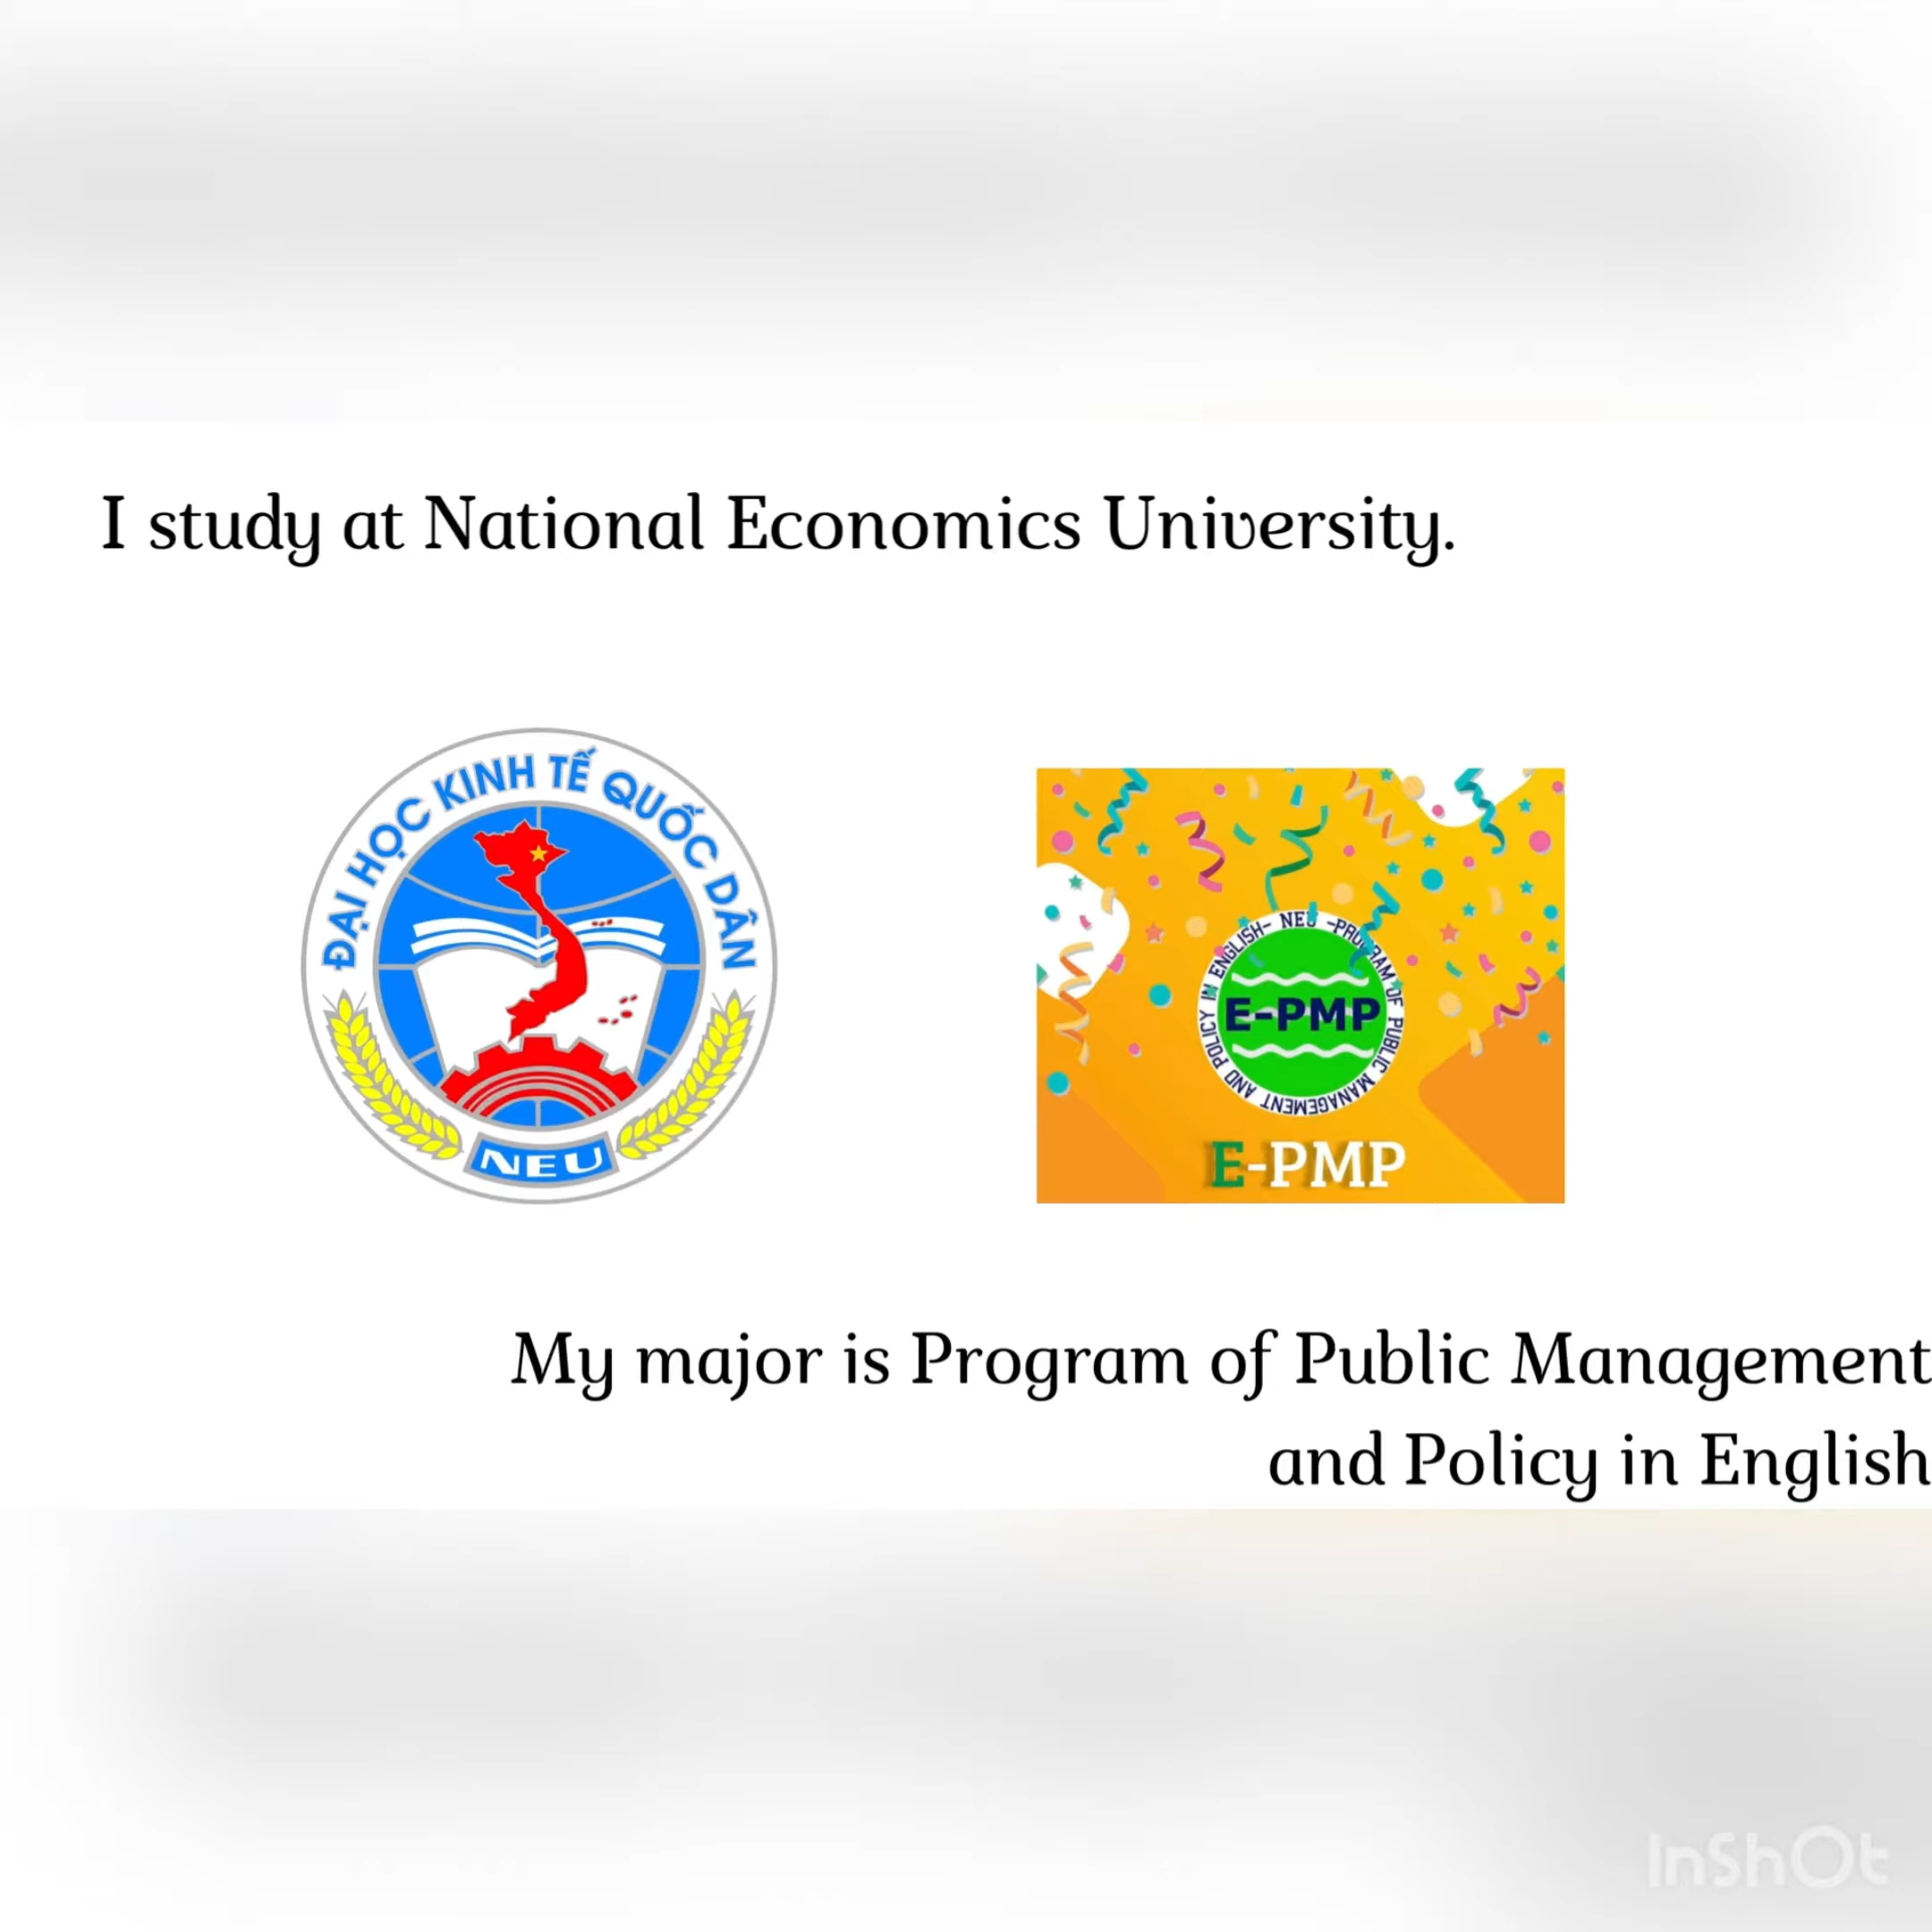 I study at National Economics University.
ĐẠI HỌC KINH TẾ QUỐC DÂN
NEU
NEU -PROGRAM OF PUBLIC MANAGEMENT AND POLICY IN ENGLISH-
E-PMP
E-PMP
My major is Program of Public Management
and Policy in English
InShOt